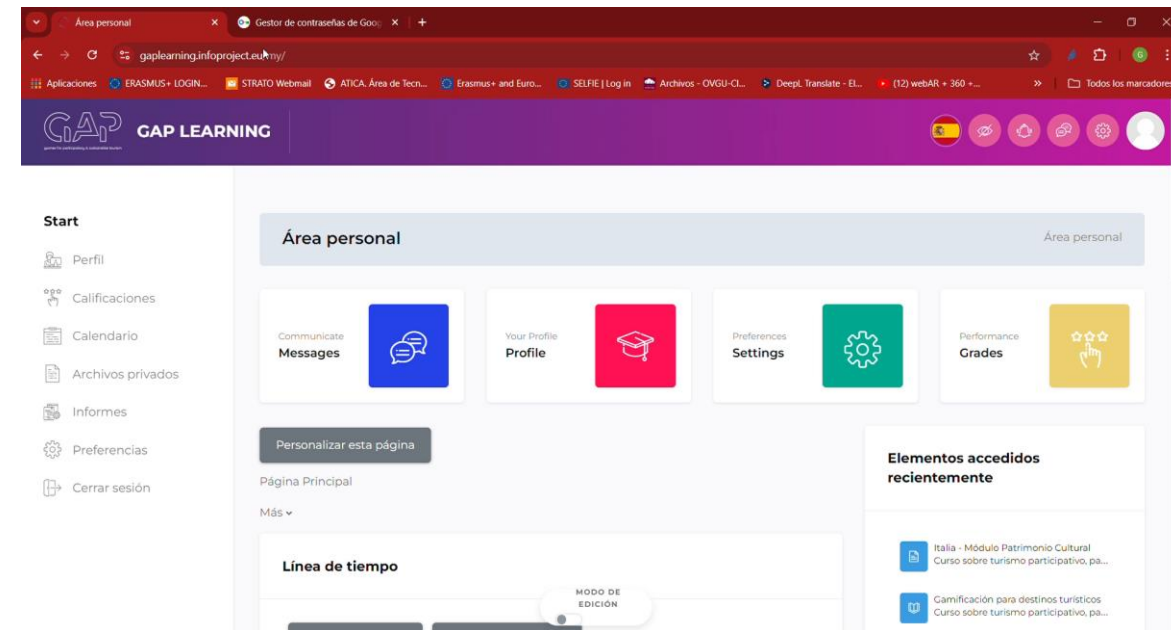 Área personal
Gestor de contraseñas de Goog
gaplearning.infoproject.eu/my/
Aplicaciones
ERASMUS+ LOGIN...
STRATO Webmail
ATICA. Área de Tecn...
Erasmus+ and Euro...
SELFIE | Log in
Archivos - OVGU-Cl...
DeepL Translate - El...
(12) webAR + 360 +...
Todos los marcadores
GAP
GAP LEARNING
Start
Perfil
Calificaciones
Calendario
Archivos privados
Informes
Preferencias
Cerrar sesión
Área personal
Área personal
Communicate
Messages
Your Profile
Profile
Preferences
Settings
Performance
Grades
Personalizar esta página
Página Principal
Más
Línea de tiempo
MODO DE
EDICIÓN
Elementos accedidos
recientemente
Italia - Módulo Patrimonio Cultural
Curso sobre turismo participativo, pa...
Gamificación para destinos turísticos
Curso sobre turismo participativo, pa...